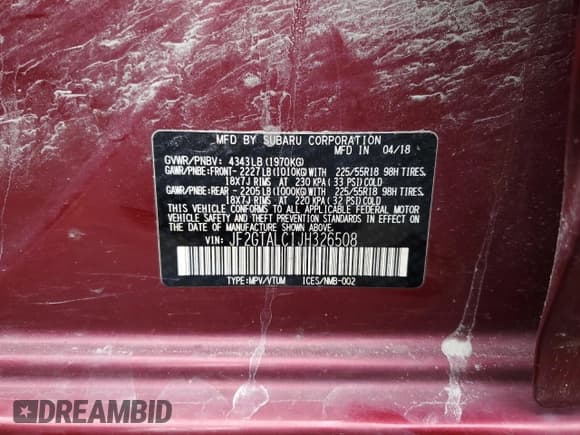 MFD BY SUBARU CORPORATION
MFD IN 04/18
GVWR/PNBV: 4343LB(1970KG)
GAWR/PNBE:FRONT- 2227LB(1010KG)WITH 225/55R18 98H TIRES.
18X7J RIMS AT 230 KPA(33 PSI)COLD
GAWR/PNBE:REAR- 2205LB(1000KG)WITH 225/55R18 98H TIRES.
18X7J RIMS AT 220 KPA(32 PSI)COLD
THIS VEHICLE CONFORMS TO ALL APPLICABLE FEDERAL MOTOR
VEHICLE SAFETY AND THEFT PREVENTION STANDARDS IN EFFECT ON
THE DATE OF MANUFACTURE SHOWN ABOVE.
VIN: JF2GTALC1JH326508
TYPE:MPV/VTUM ICES/NMB-002
DREAMBID